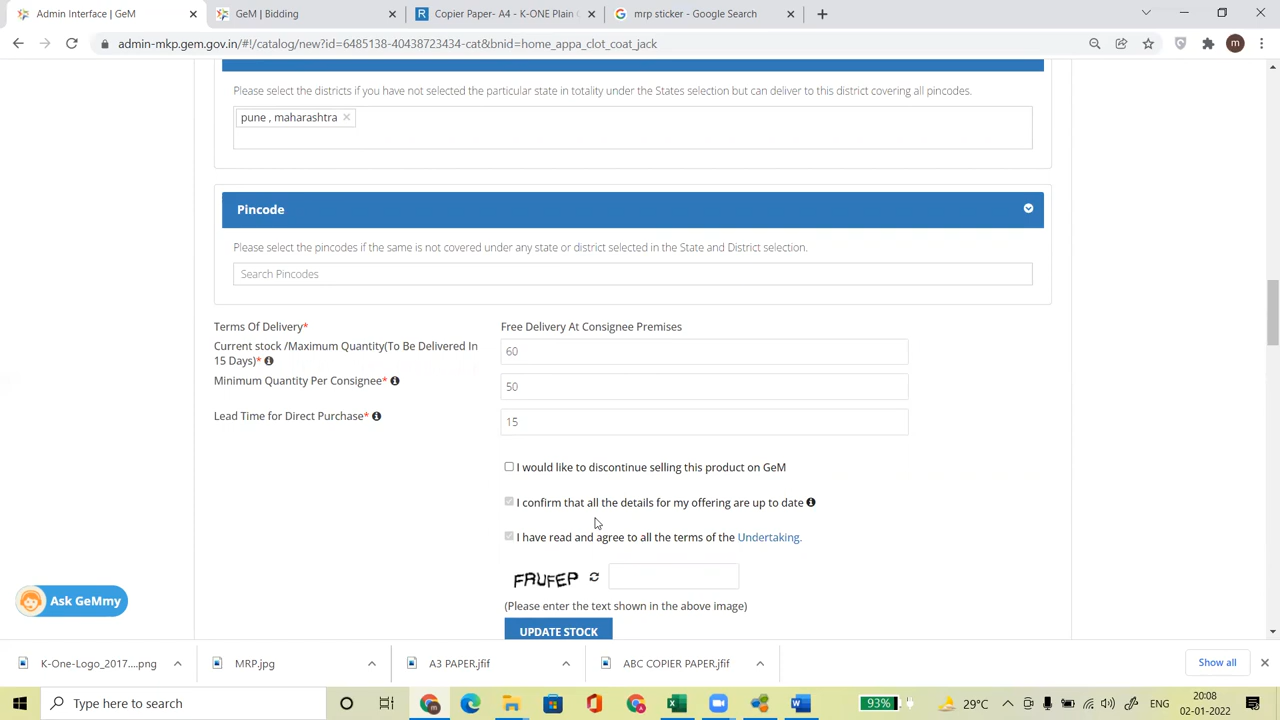 Admin Interface | GeM
GeM | Bidding
Copier Paper- A4 - K-ONE Plain C
mrp sticker - Google Search
admin-mkp.gem.gov.in/#!/catalog/new?id=6485138-40438723434-cat&bnid=home_appa_clot_coat_jack
m
Please select the districts if you have not selected the particular state in totality under the States selection but can deliver to this district covering all pincodes.
pune , maharashtra
Pincode
Please select the pincodes if the same is not covered under any state or district selected in the State and District selection.
Search Pincodes
Terms Of Delivery* Free Delivery At Consignee Premises
Current stock /Maximum Quantity(To Be Delivered In
15 Days)*
60
Minimum Quantity Per Consignee* 50
Lead Time for Direct Purchase* 15
I would like to discontinue selling this product on GeM
I confirm that all the details for my offering are up to date
I have read and agree to all the terms of the Undertaking.
FRUFEP
(Please enter the text shown in the above image)
UPDATE STOCK
Ask GeMmy
K-One-Logo_2017....png
MRP.jpg
A3 PAPER.jfif
ABC COPIER PAPER.jfif
Show all
Type here to search
93%
29°C
ENG
20:08
02-01-2022